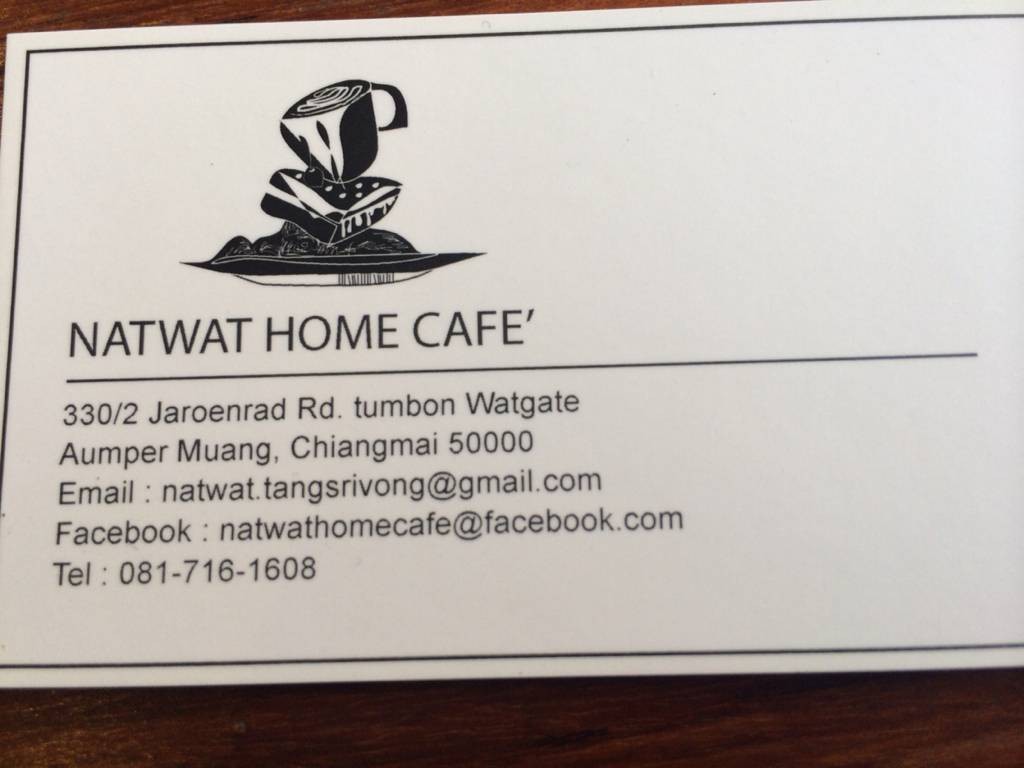 NATWAT HOME CAFE'
330/2 Jaroenrad Rd. tumbon Watgate
Aumper Muang, Chiangmai 50000
Email : natwat.tangsrivong@gmail.com
Facebook : natwathomecafe@facebook.com
Tel : 081-716-1608